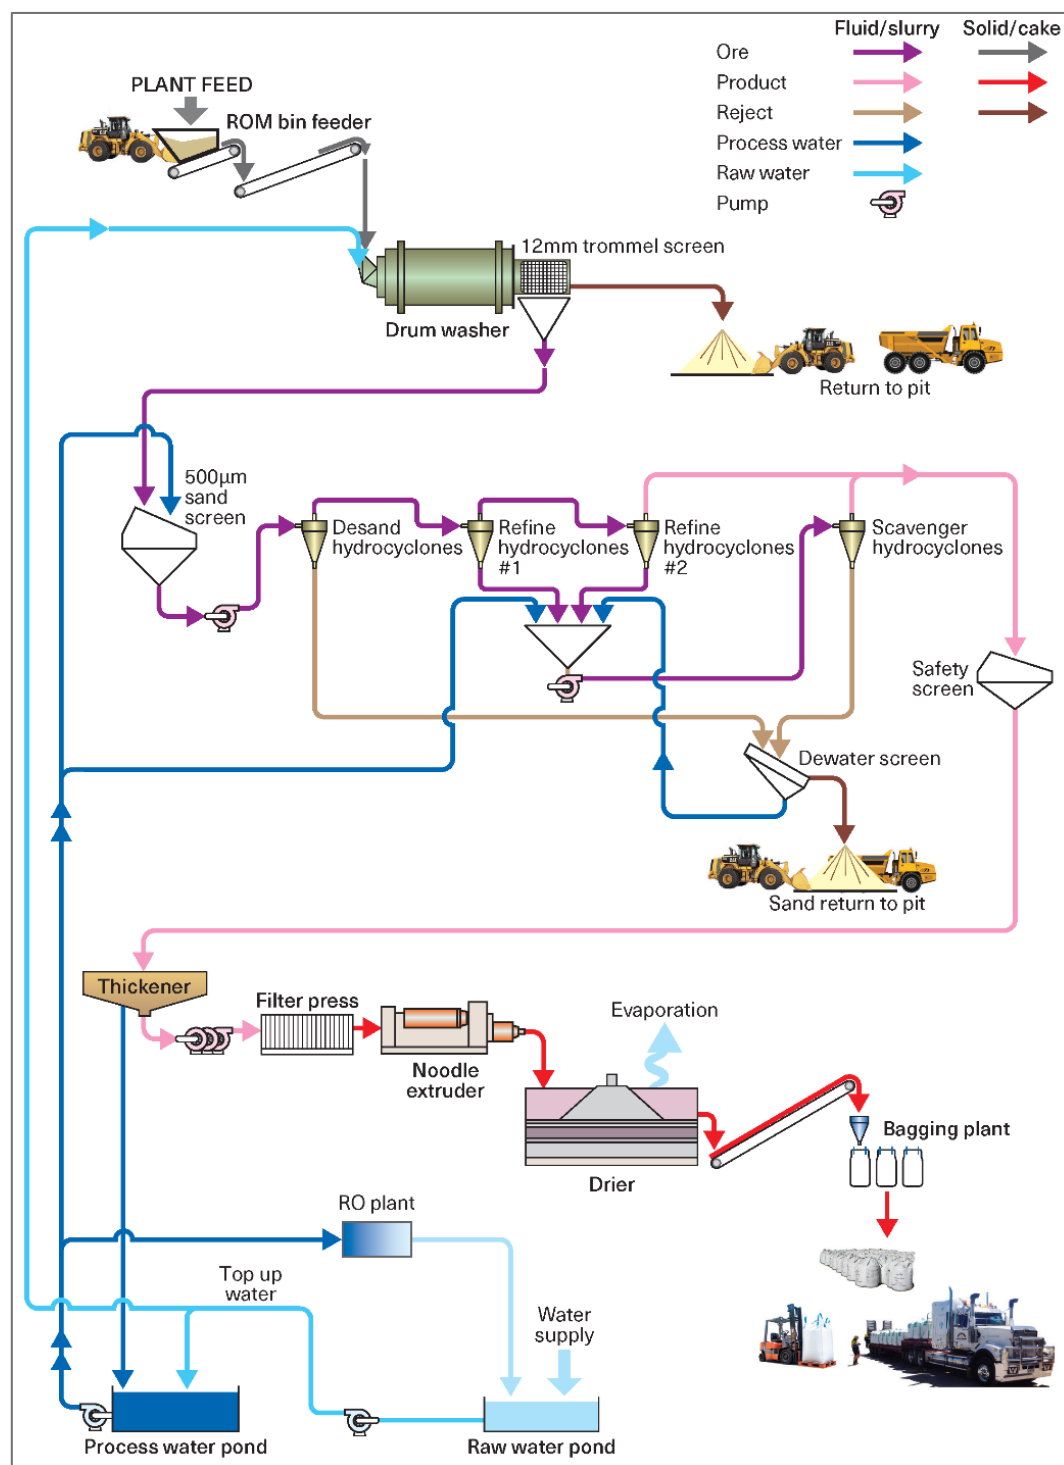 Fluid/slurry
Solid/cake
Ore
Product
Reject
Process water
Raw water
Pump
PLANT FEED
ROM bin feeder
12mm trommel screen
Drum washer
Return to pit
500µm
sand
screen
Desand
hydrocyclones
Refine
hydrocyclones
#1
Refine
hydrocyclones
#2
Scavenger
hydrocyclones
Safety
screen
Dewater screen
Sand return to pit
Thickener
Filter press
Noodle
extruder
Evaporation
Drier
Bagging plant
RO plant
Top up
water
Water
supply
Process water pond
Raw water pond